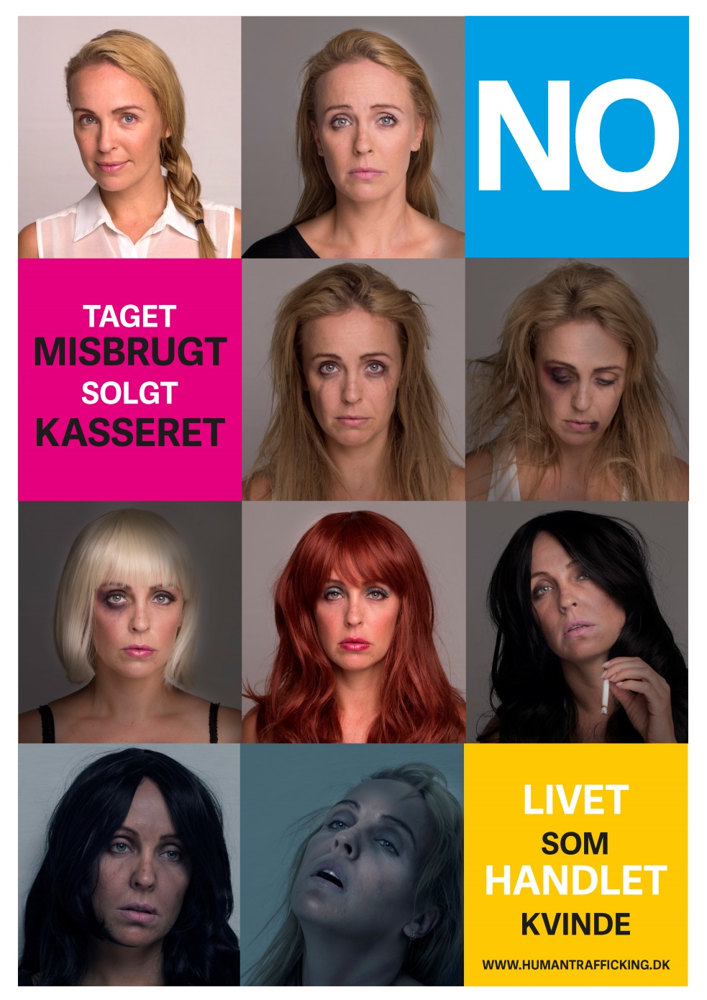 NO
TAGET
MISBRUGT
SOLGT
KASSERET
LIVET
SOM
HANDLET
KVINDE
WWW.HUMANTRAFFICKING.DK